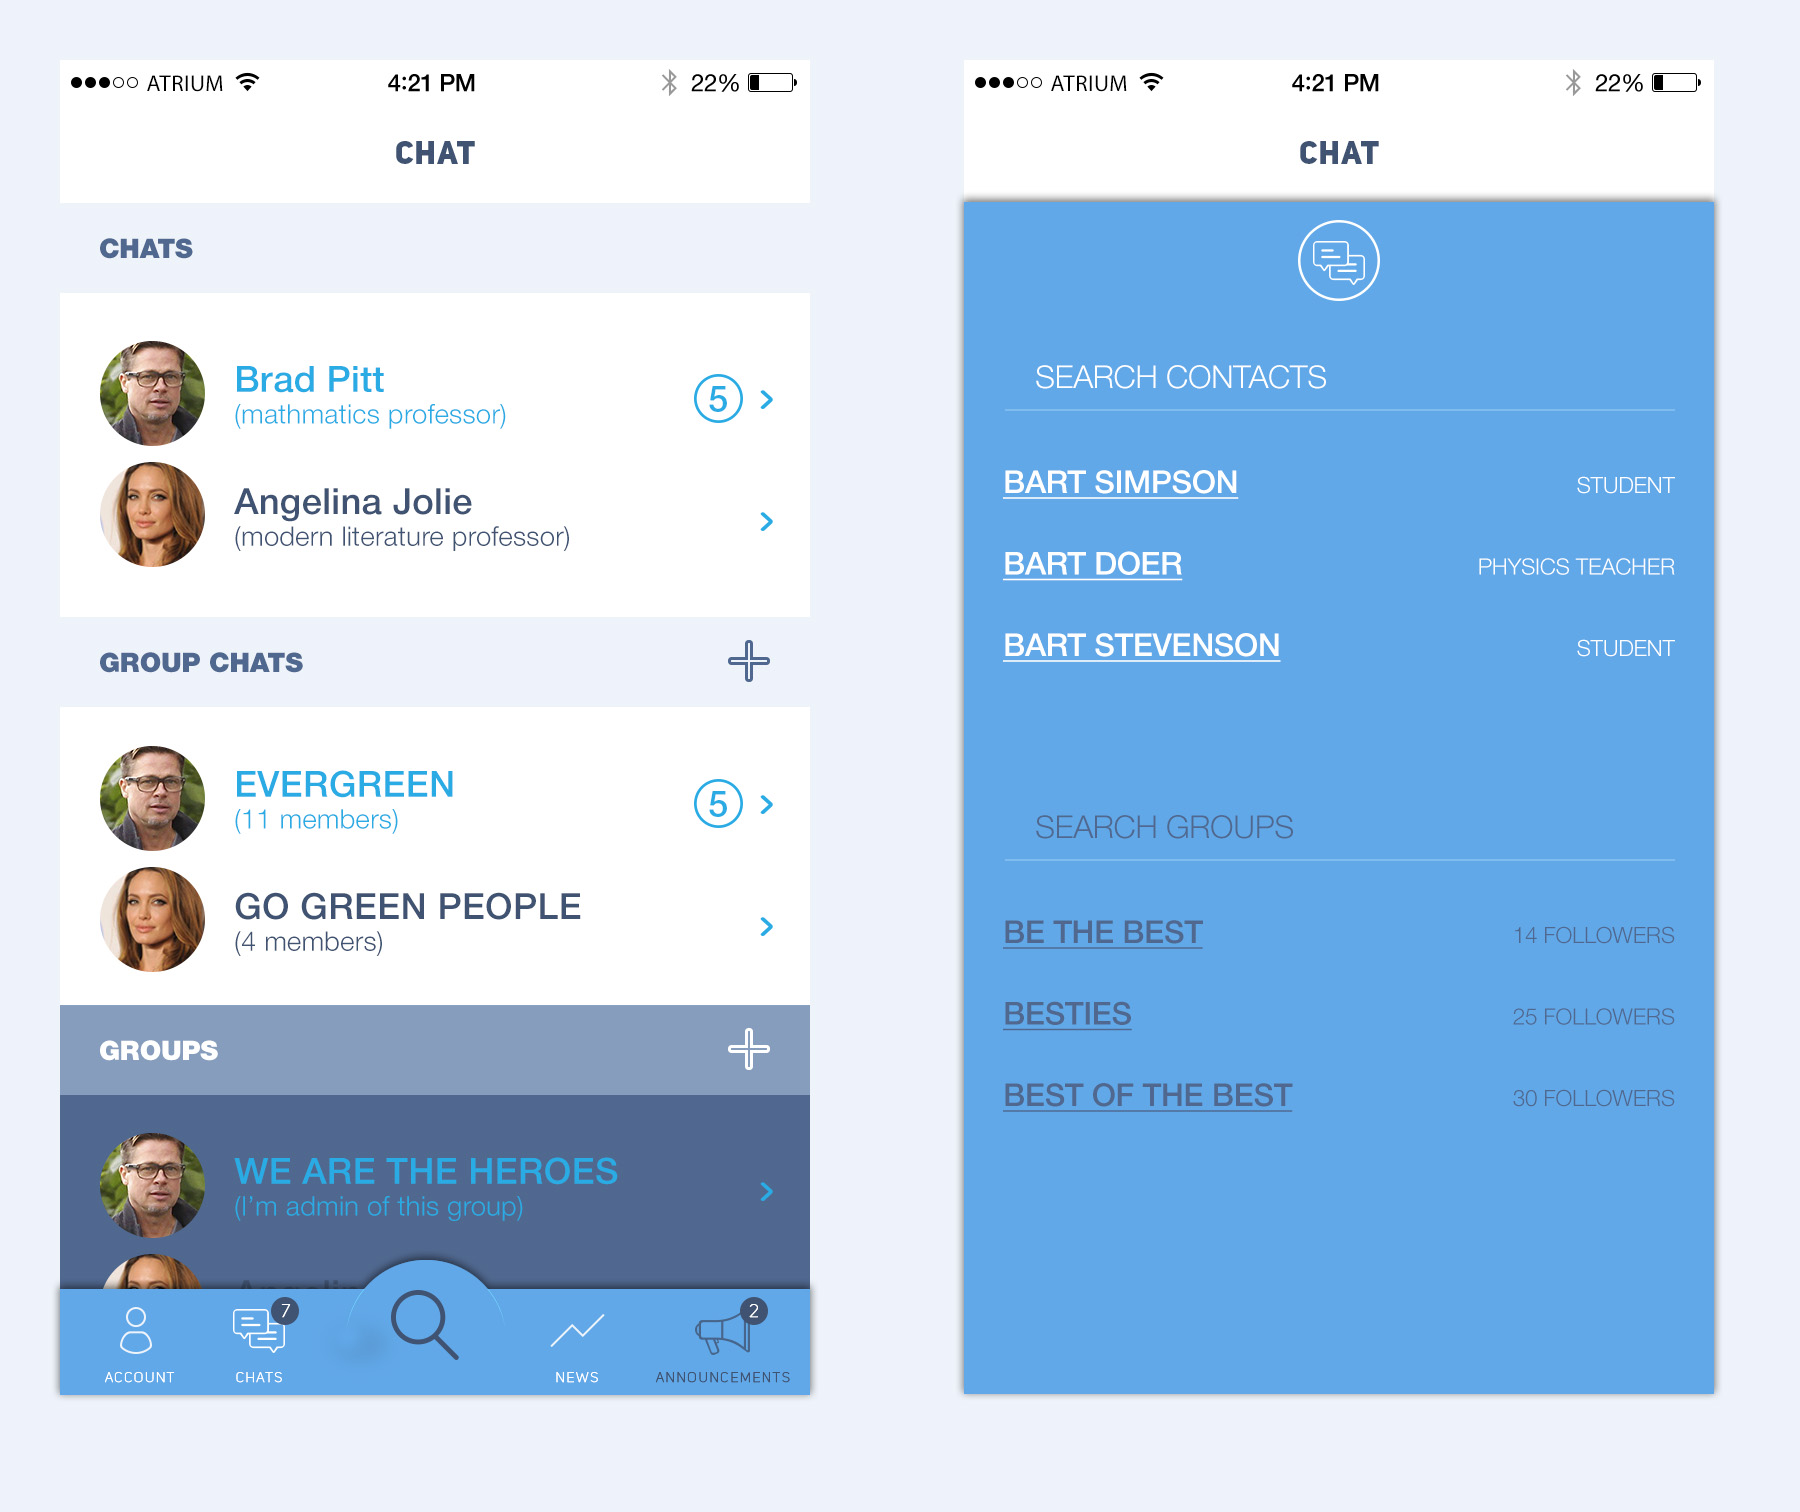 ATRIUM 4:21 PM 22%
CHAT
CHATS
Brad Pitt
(mathmatics professor)
5
Angelina Jolie
(modern literature professor)
GROUP CHATS
EVERGREEN
(11 members)
5
GO GREEN PEOPLE
(4 members)
GROUPS
WE ARE THE HEROES
(I'm admin of this group)
7
2
ACCOUNT
CHATS
NEWS
ANNOUNCEMENTS
ATRIUM 4:21 PM 22%
CHAT
SEARCH CONTACTS
BART SIMPSON STUDENT
BART DOER PHYSICS TEACHER
BART STEVENSON STUDENT
SEARCH GROUPS
BE THE BEST 14 FOLLOWERS
BESTIES 25 FOLLOWERS
BEST OF THE BEST 30 FOLLOWERS